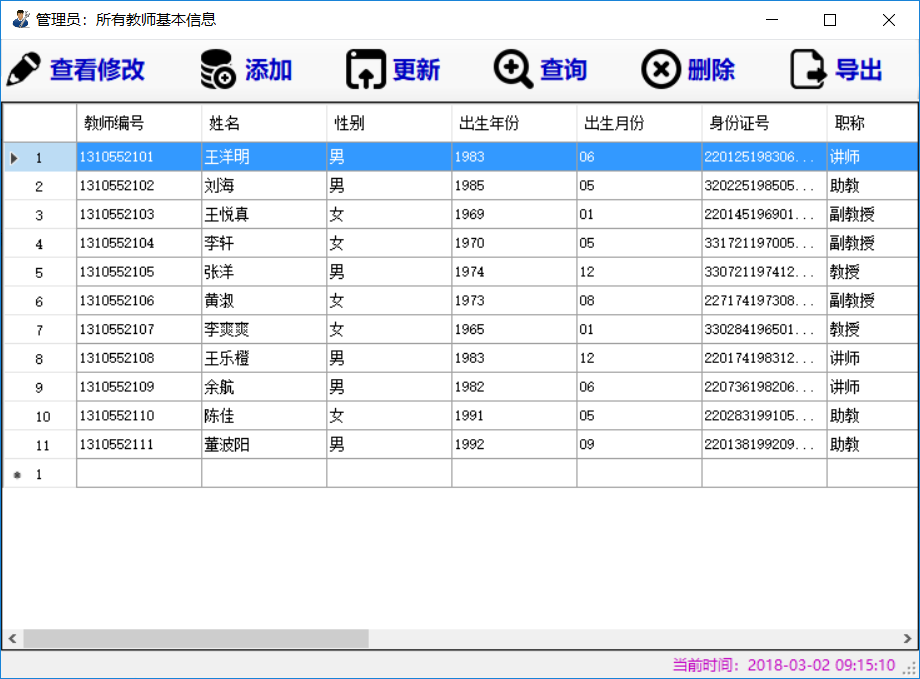 管理员：所有教师基本信息
查看修改 添加 更新 查询 删除 导出
教师编号 姓名 性别 出生年份 出生月份 身份证号 职称
1 1310552101 王洋明 男 1983 06 220125198306... 讲师
2 1310552102 刘海 男 1985 05 320225198505... 助教
3 1310552103 王悦真 女 1969 01 220145196901... 副教授
4 1310552104 李轩 女 1970 05 331721197005... 副教授
5 1310552105 张洋 男 1974 12 330721197412... 教授
6 1310552106 黄淑 女 1973 08 227174197308... 副教授
7 1310552107 李爽爽 女 1965 01 330284196501... 教授
8 1310552108 王乐橙 男 1983 12 220174198312... 讲师
9 1310552109 余航 男 1982 06 220736198206... 讲师
10 1310552110 陈佳 女 1991 05 220283199105... 助教
11 1310552111 董波阳 男 1992 09 220138199209... 助教
1
当前时间：2018-03-02 09:15:10